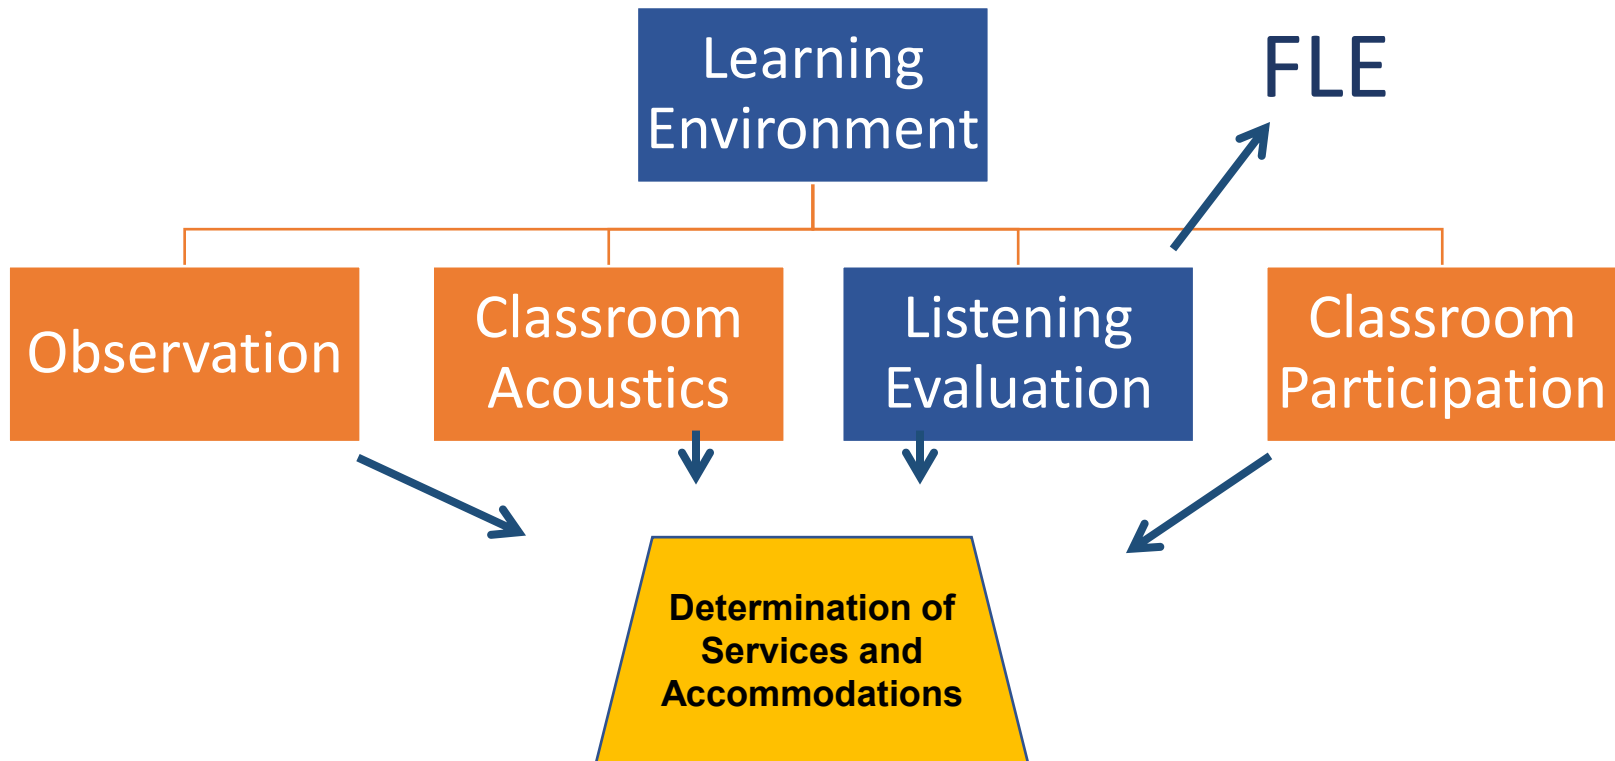 Learning
Environment
FLE
Observation
Classroom
Acoustics
Listening
Evaluation
Classroom
Participation
Determination of
Services and
Accommodations